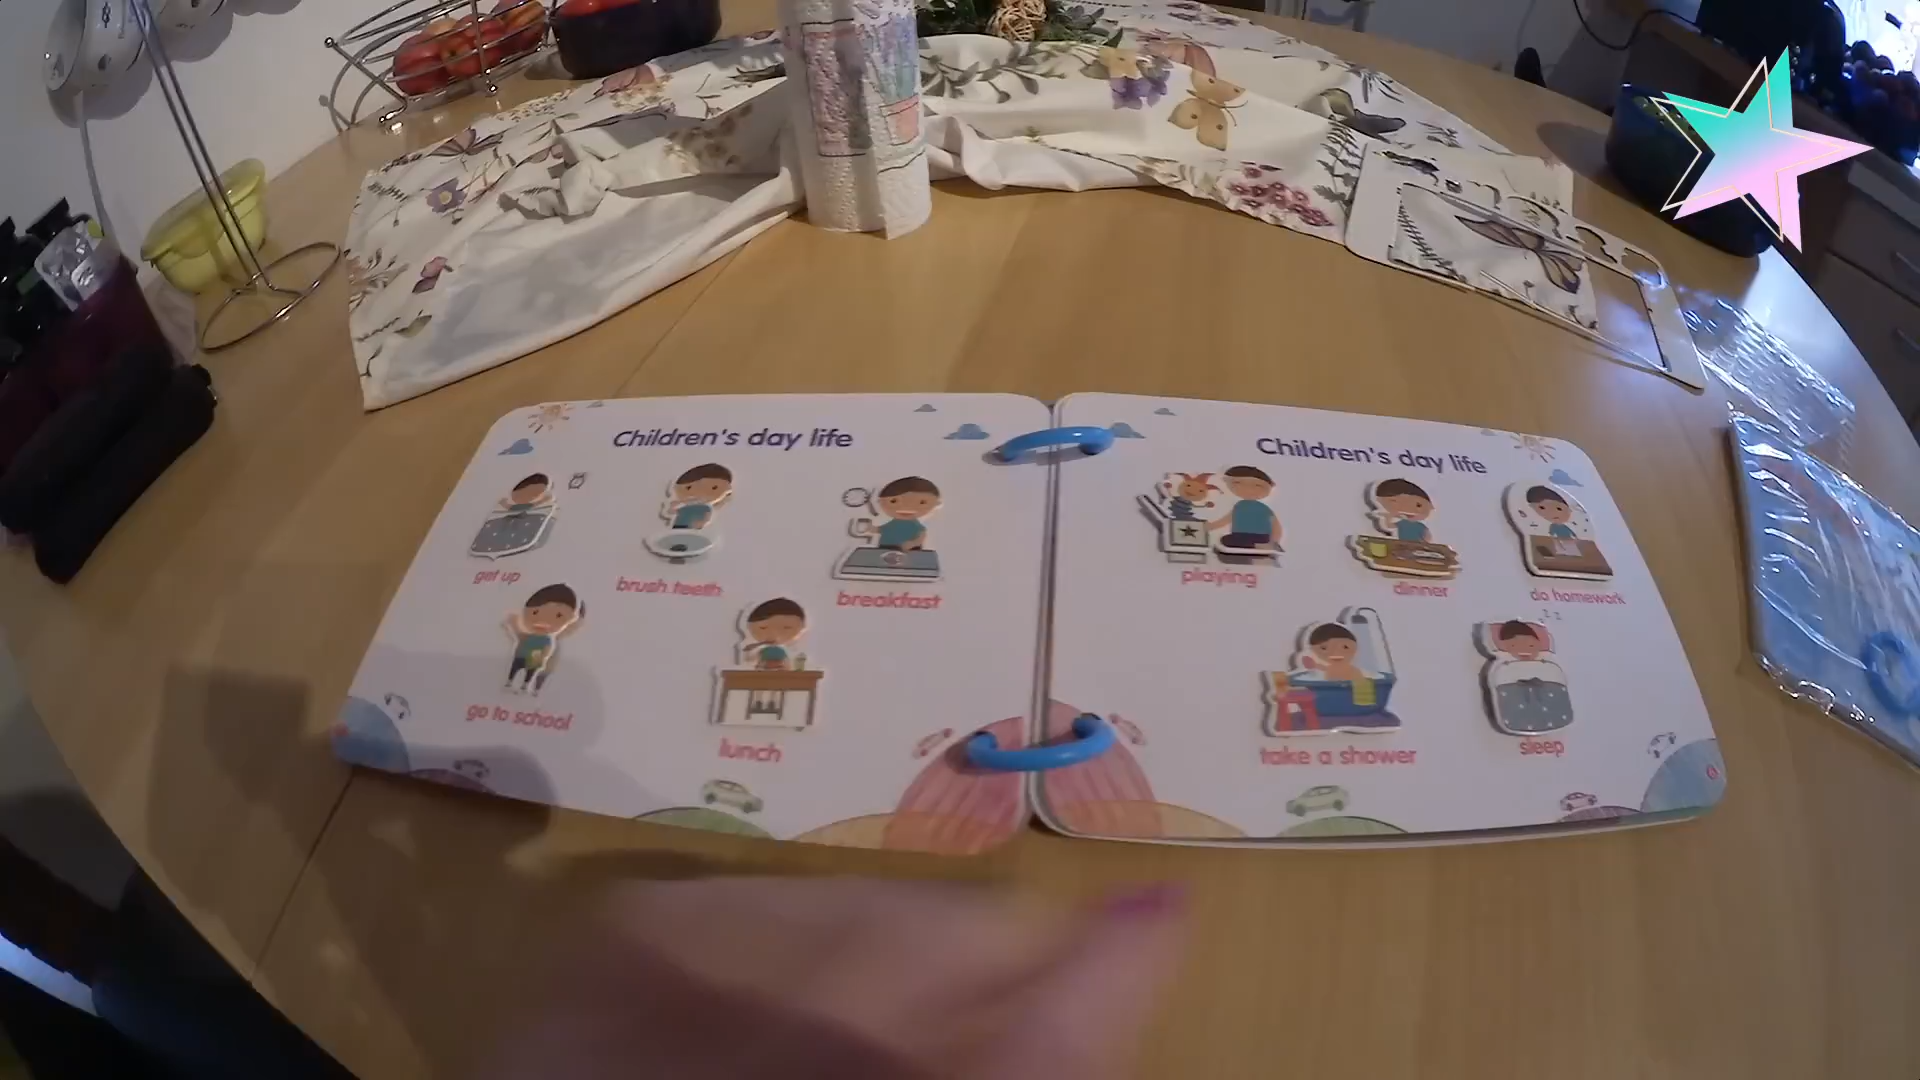 Children's day life
get up
brush teeth
breakfast
go to school
lunch
Children's day life
playing
dinner
do homework
take a shower
sleep
6